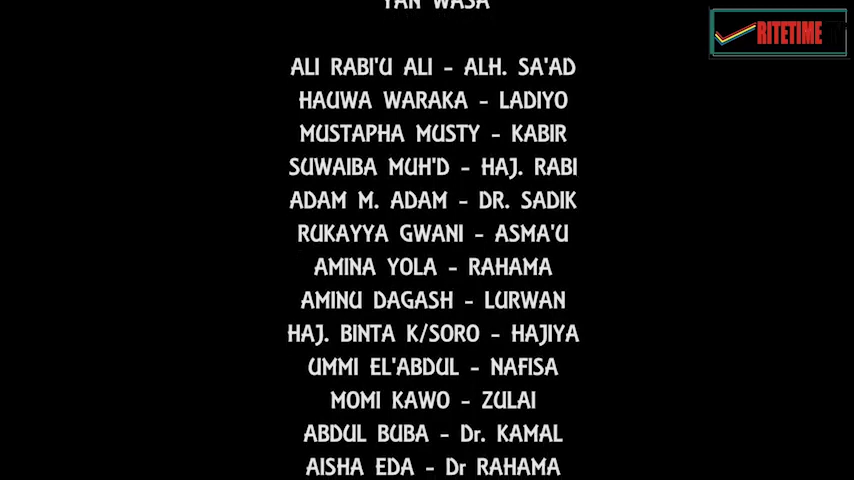 YAN WASA
RITETIME
ALI RABI'U ALI - ALH. SA'AD
HAUWA WARAKA - LADIYO
MUSTAPHA MUSTY - KABIR
SUWAIBA MUH'D - HAJ. RABI
ADAM M. ADAM - DR. SADIK
RUKAYYA GWANI - ASMA'U
AMINA YOLA - RAHAMA
AMINU DAGASH - LURWAN
HAJ. BINTA K/SORO - HAJIYA
UMMI EL'ABDUL - NAFISA
MOMI KAWO - ZULAI
ABDUL BUBA - Dr. KAMAL
AISHA EDA - Dr RAHAMA